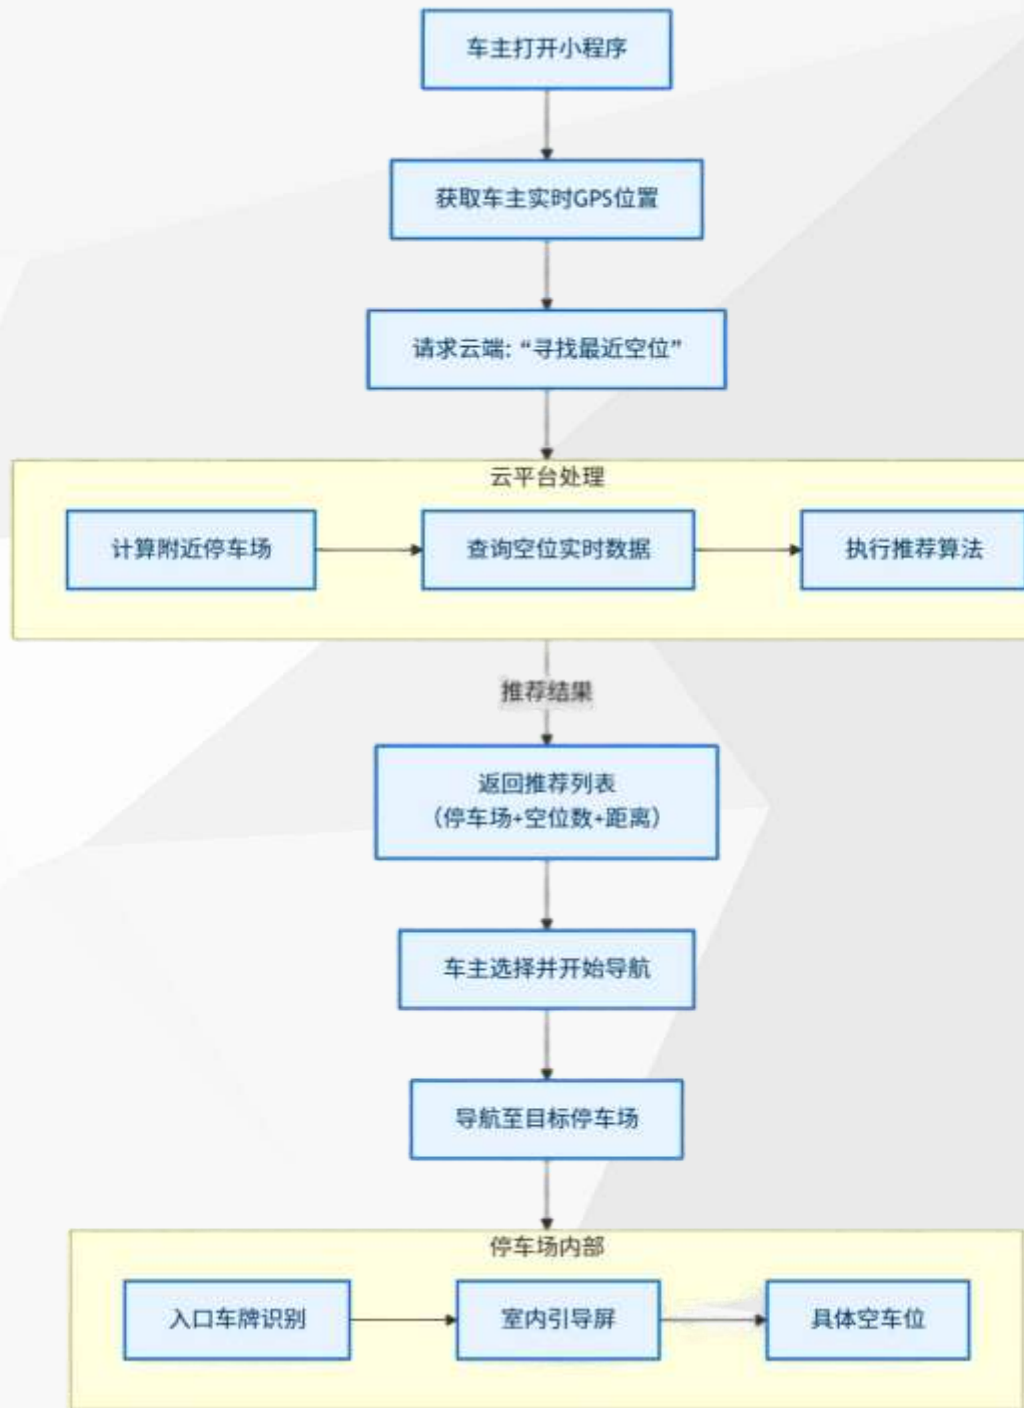 车主打开小程序
获取车主实时GPS位置
请求云端: “寻找最近空位”
云平台处理
计算附近停车场
查询空位实时数据
执行推荐算法
推荐结果
返回推荐列表
（停车场+空位数+距离）
车主选择并开始导航
导航至目标停车场
停车场内部
入口车牌识别
室内引导屏
具体空车位